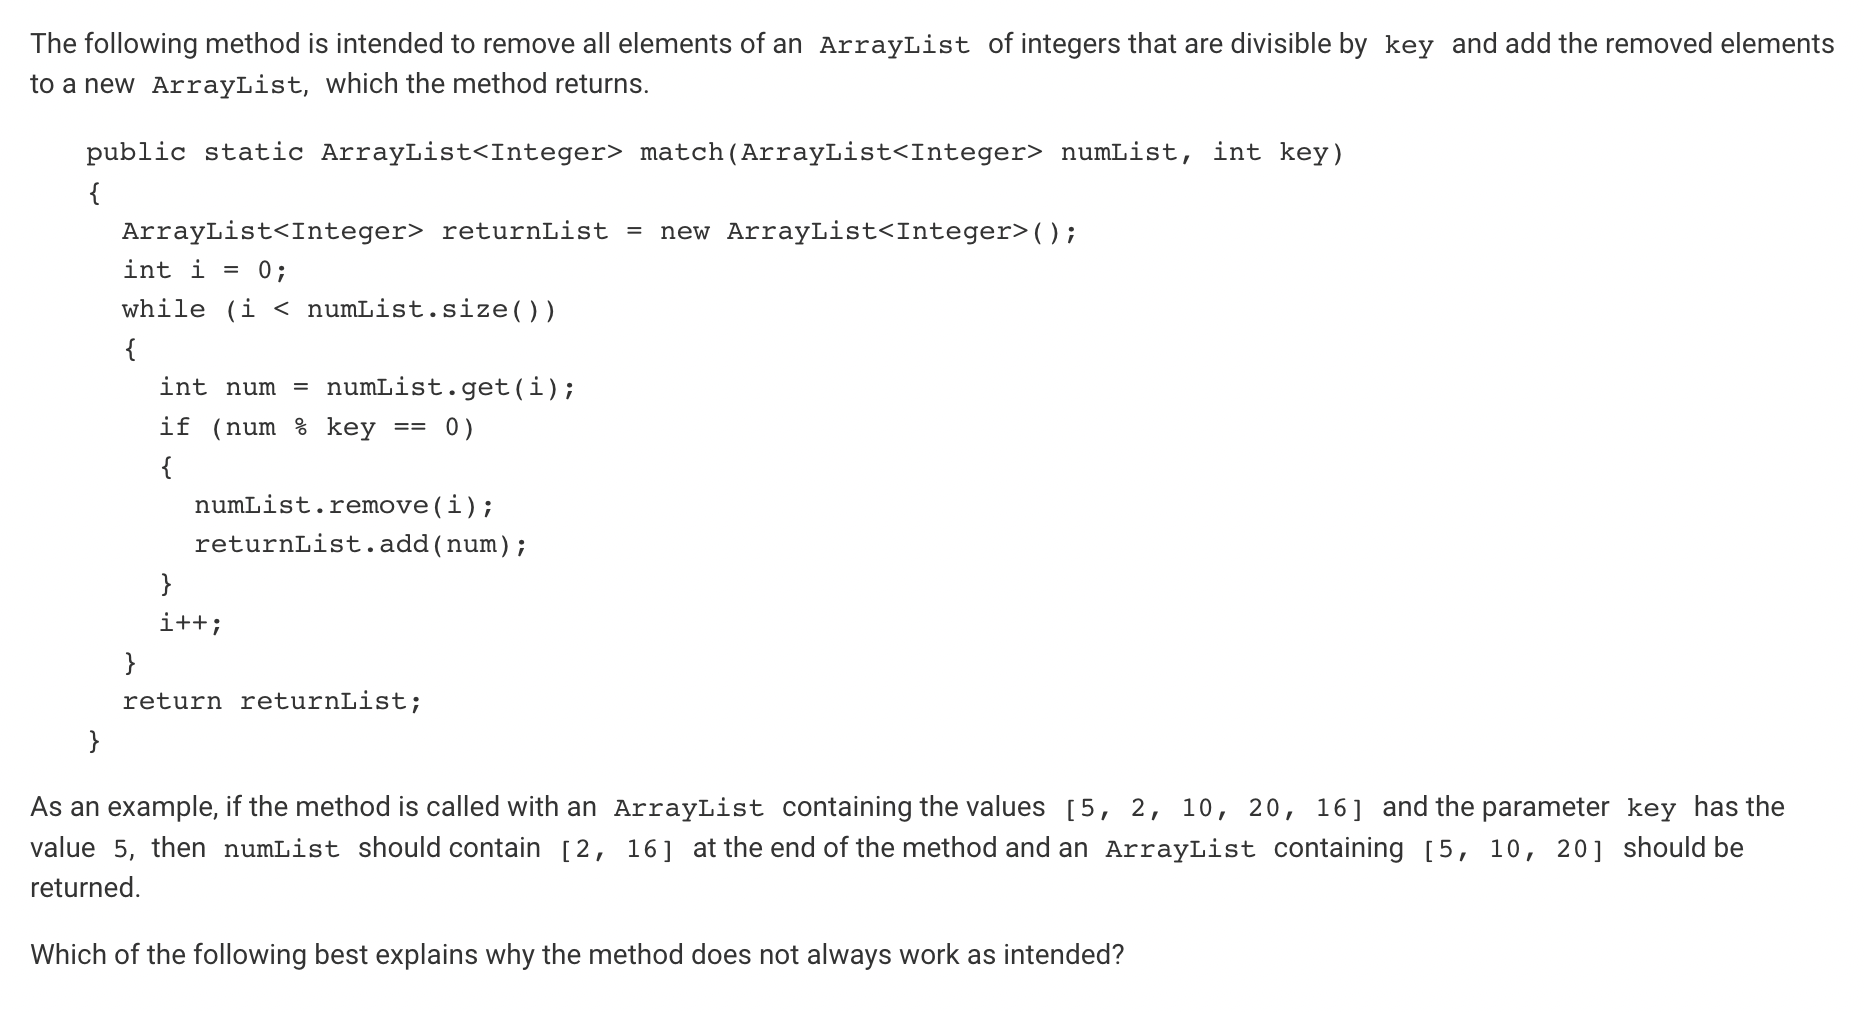 The following method is intended to remove all elements of an ArrayList of integers that are divisible by key and add the removed elements
to a new ArrayList, which the method returns.
public static ArrayList<Integer> match(ArrayList<Integer> numList, int key)
{
ArrayList<Integer> returnList = new ArrayList<Integer>();
int i = 0;
while (i < numList.size())
{
int num = numList.get(i);
if (num % key == 0)
{
numList.remove(i);
returnList.add(num);
}
i++;
}
return returnList;
}
As an example, if the method is called with an ArrayList containing the values [5, 2, 10, 20, 16] and the parameter key has the
value 5, then numList should contain [2, 16] at the end of the method and an ArrayList containing [5, 10, 20] should be
returned.
Which of the following best explains why the method does not always work as intended?